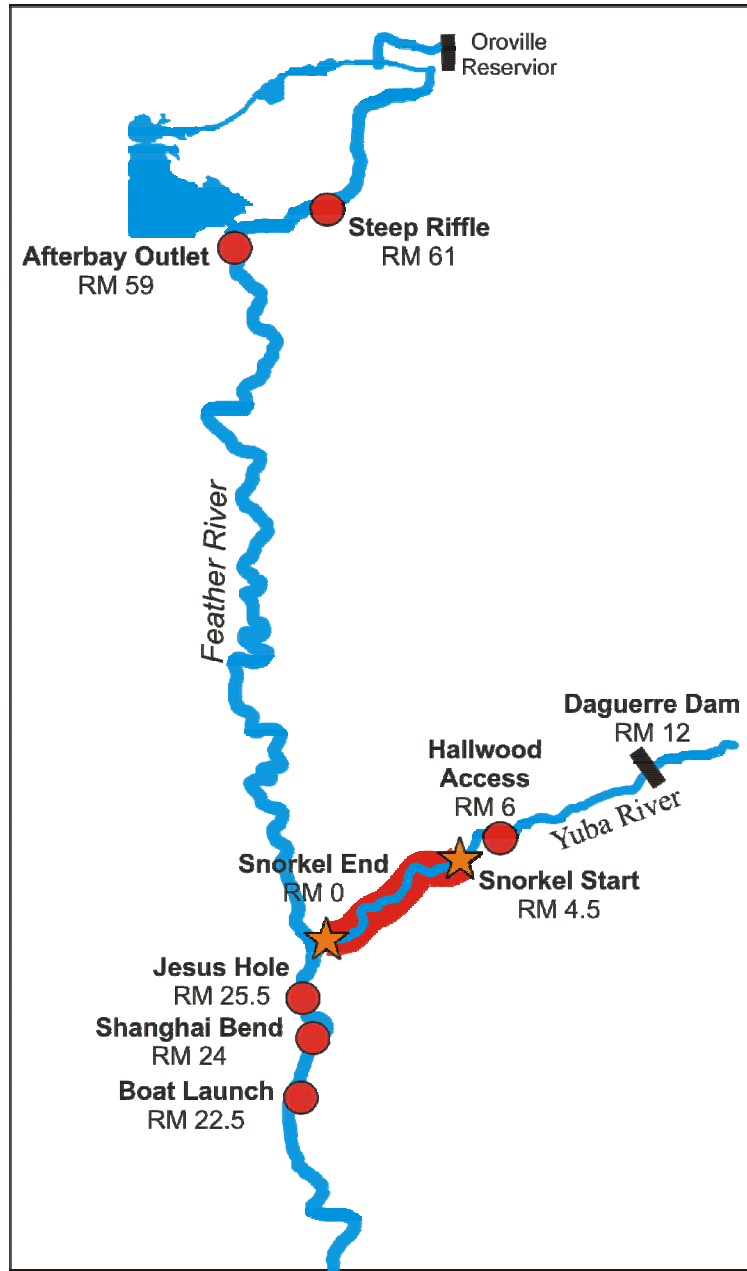 Oroville
Reservior
Steep Riffle
RM 61
Afterbay Outlet
RM 59
Feather River
Daguerre Dam
RM 12
Hallwood
Access
RM 6
Yuba River
Snorkel End
RM 0
Snorkel Start
RM 4.5
Jesus Hole
RM 25.5
Shanghai Bend
RM 24
Boat Launch
RM 22.5